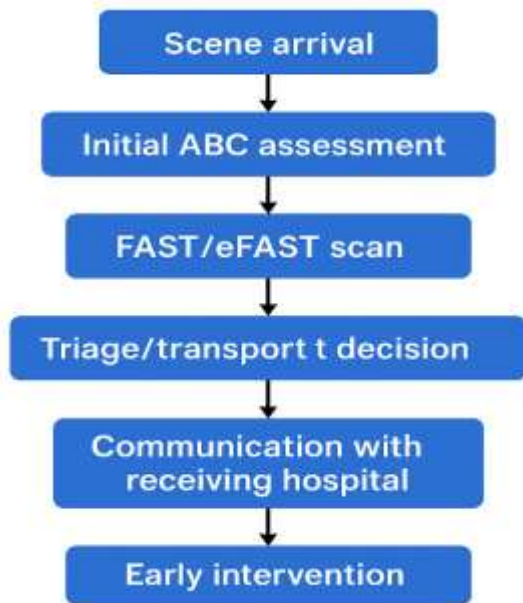 Scene arrival
Initial ABC assessment
FAST/eFAST scan
Triage/transport t decision
Communication with
receiving hospital
Early intervention